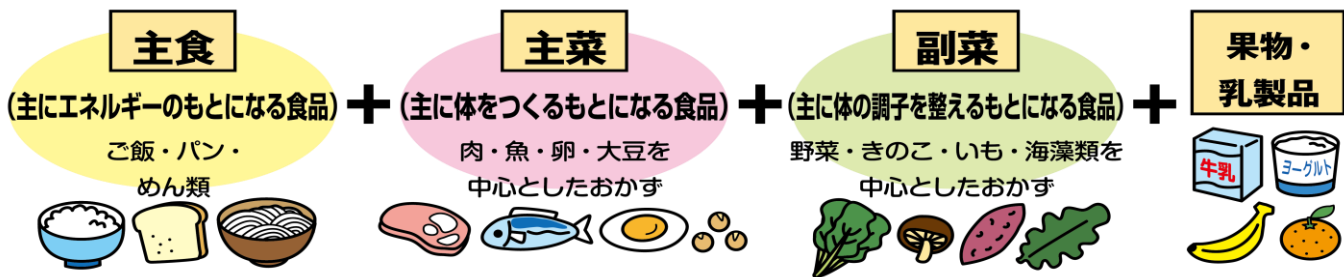 主食
(主にエネルギーのもとになる食品)
ご飯・パン・
めん類
+
主菜
(主に体をつくるもとになる食品)
肉・魚・卵・大豆を
中心としたおかず
+
副菜
(主に体の調子を整えるもとになる食品)
野菜・きのこ・いも・海藻類を
中心としたおかず
+
果物・
乳製品
牛乳
ヨーグルト